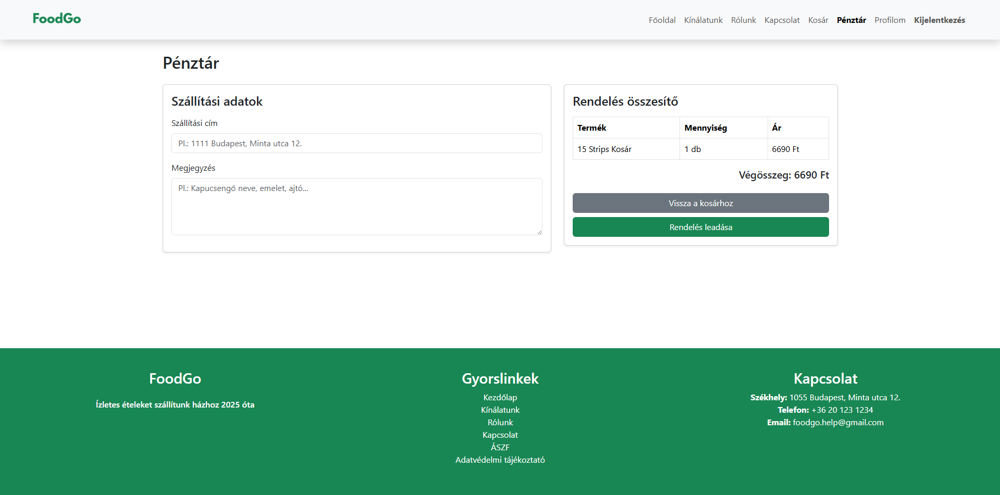 FoodGo
Főoldal Kínálatunk Rólunk Kapcsolat Kosár Pénztár Profilom Kijelentkezés
Pénztár
Szállítási adatok
Szállítási cím
Pl.: 1111 Budapest, Minta utca 12.
Megjegyzés
Pl.: Kapucsengő neve, emelet, ajtó...
Rendelés összesítő
Termék Mennyiség Ár
15 Strips Kosár 1 db 6690 Ft
Végösszeg: 6690 Ft
Vissza a kosárhoz
Rendelés leadása
FoodGo
Ízletes ételeket szállítunk házhoz 2025 óta
Gyorslinkek
Kezdőlap
Kínálatunk
Rólunk
Kapcsolat
ÁSZF
Adatvédelmi tájékoztató
Kapcsolat
Székhely: 1055 Budapest, Minta utca 12.
Telefon: +36 20 123 1234
Email: foodgo.help@gmail.com